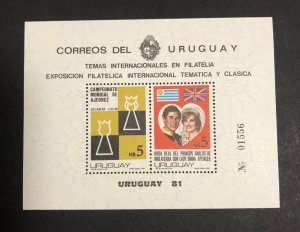 CORREOS DEL URUGUAY
TEMAS INTERNACIONALES EN FILATELIA
EXPOSICION FILATELICA INTERNACIONAL TEMATICA Y CLASICA
CAMPEONATO
MUNDIAL DE
AJEDREZ
N$ 5
URUGUAY
N$ 5
BODA REAL DEL PRINCIPE CARLOS DE
INGLATERRA CON LADY DIANA SPENCER
URUGUAY
Nº 01556
URUGUAY 81